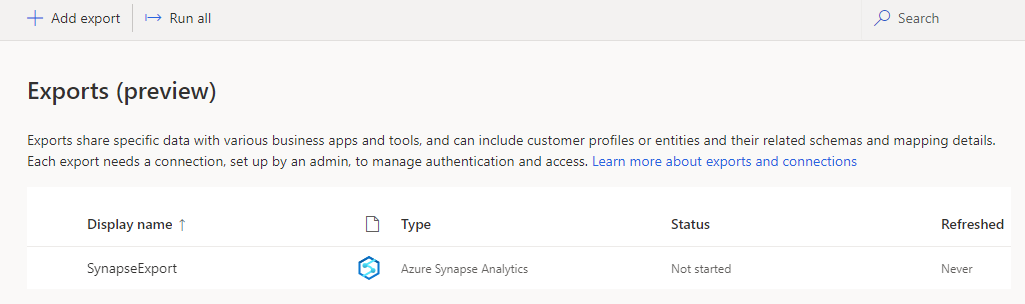 Add export
Run all
Search
Exports (preview)
Exports share specific data with various business apps and tools, and can include customer profiles or entities and their related schemas and mapping details.
Each export needs a connection, set up by an admin, to manage authentication and access. Learn more about exports and connections
Display name ↑ Type Status Refreshed
SynapseExport Azure Synapse Analytics Not started Never